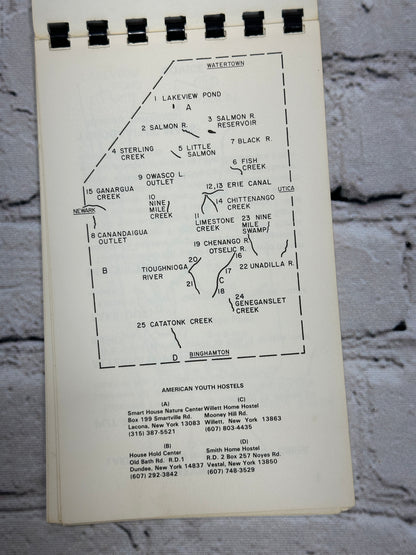 WATERTOWN
1 LAKEVIEW POND
A
2 SALMON R.
3 SALMON R.
RESERVOIR
4 STERLING
CREEK
5 LITTLE
SALMON
7 BLACK R.
6 FISH
CREEK
9 OWASCO L.
OUTLET
15 GANARGUA
CREEK
12,13 ERIE CANAL
UTICA
10
NINE
MILE
CREEK
14 CHITTENANGO
CREEK
NEWARK
11
LIMESTONE
CREEK
23 NINE
MILE
SWAMP
8
CANANDAIGUA
OUTLET
19 CHENANGO R.
OTSELIC R.
16
20
B
TIOUGHNIOGA
RIVER
17
22 UNADILLA R.
21
C
18
24
GENEGANSLET
CREEK
25 CATATONK CREEK
D
BINGHAMTON
AMERICAN YOUTH HOSTELS
(A)
Smart House Nature Center
Box 199 Smartville Rd.
Lacona, New York 13083
(315) 387-5521
(C)
Willett Home Hostel
Mooney Hill Rd.
Willett, New York 13863
(607) 803-4435
(B)
House Hold Center
Old Bath Rd. R.D.1
Dundee, New York 14837
(607) 292-3842
(D)
Smith Home Hostel
R.D. 2 Box 257 Noyes Rd.
Vestal, New York 13850
(607) 748-3529